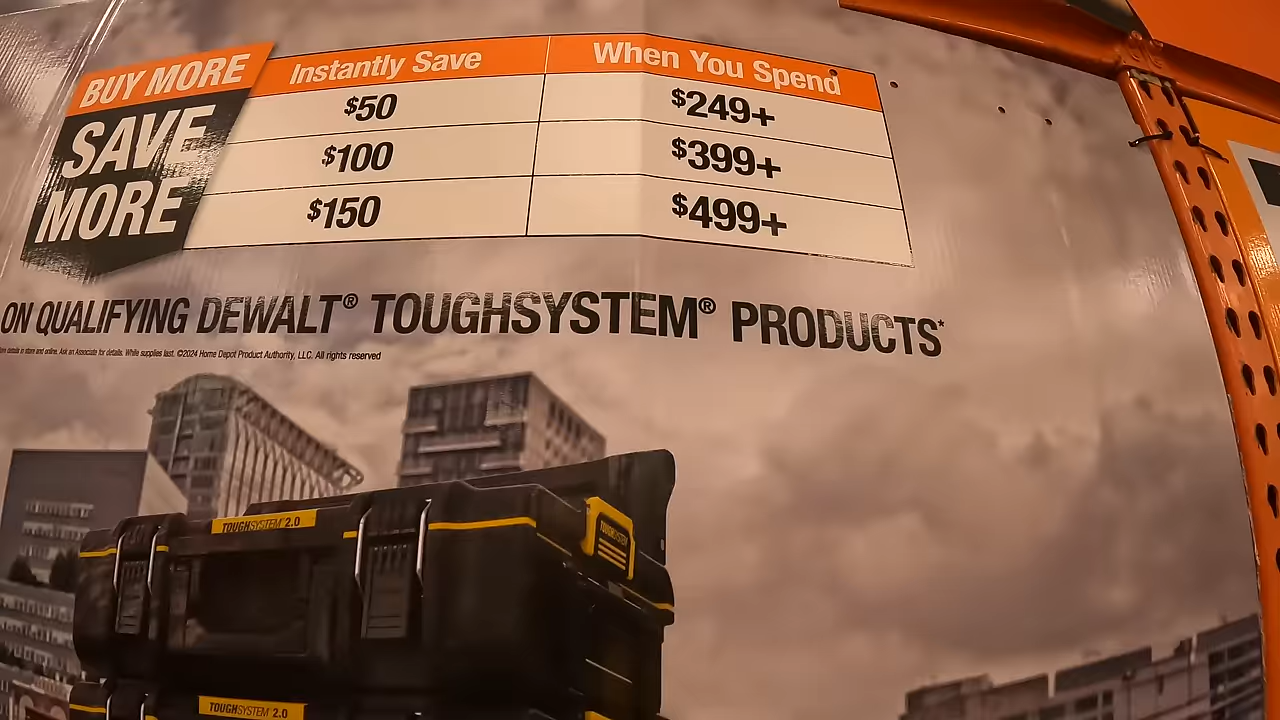 BUY MORE
SAVE
MORE
Instantly Save When You Spend
$50 $249+
$100 $399+
$150 $499+
ON QUALIFYING DEWALT® TOUGHSYSTEM® PRODUCTS*
details in store and online. Ask an Associate for details. While supplies last. ©2024 Home Depot Product Authority, LLC. All rights reserved
TOUGHSYSTEM 2.0
TOUGHSYSTEM
TOUGHSYSTEM 2.0